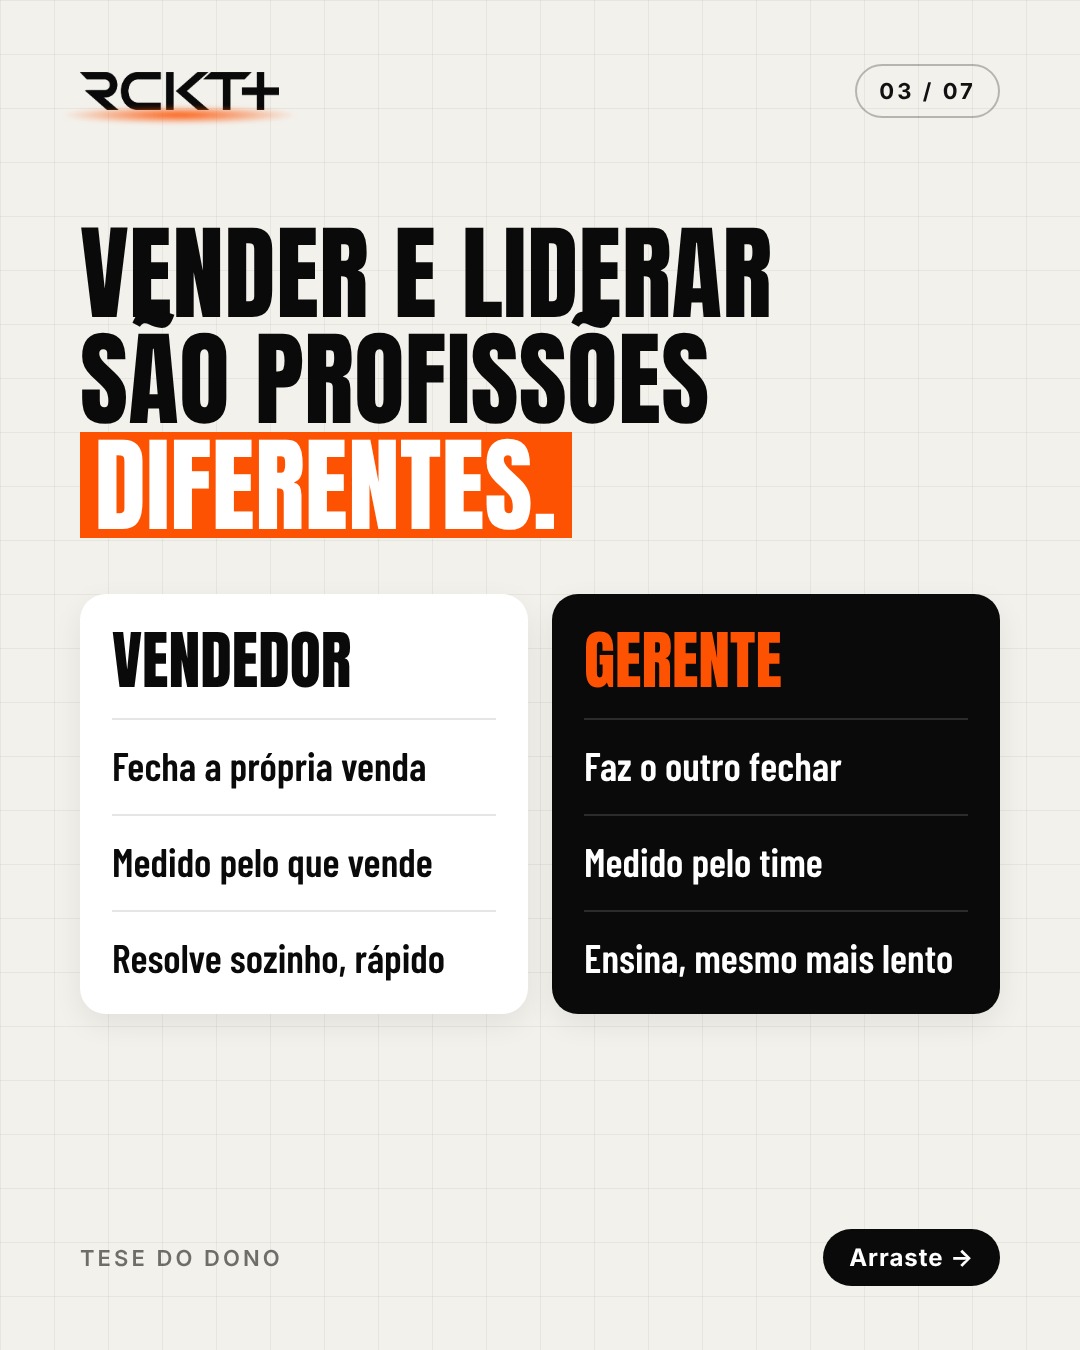 RCKT+
03 / 07
VENDER E LIDERAR
SÃO PROFISSÕES
DIFERENTES.
VENDEDOR
Fecha a própria venda
Medido pelo que vende
Resolve sozinho, rápido
GERENTE
Faz o outro fechar
Medido pelo time
Ensina, mesmo mais lento
TESE DO DONO
Arraste →